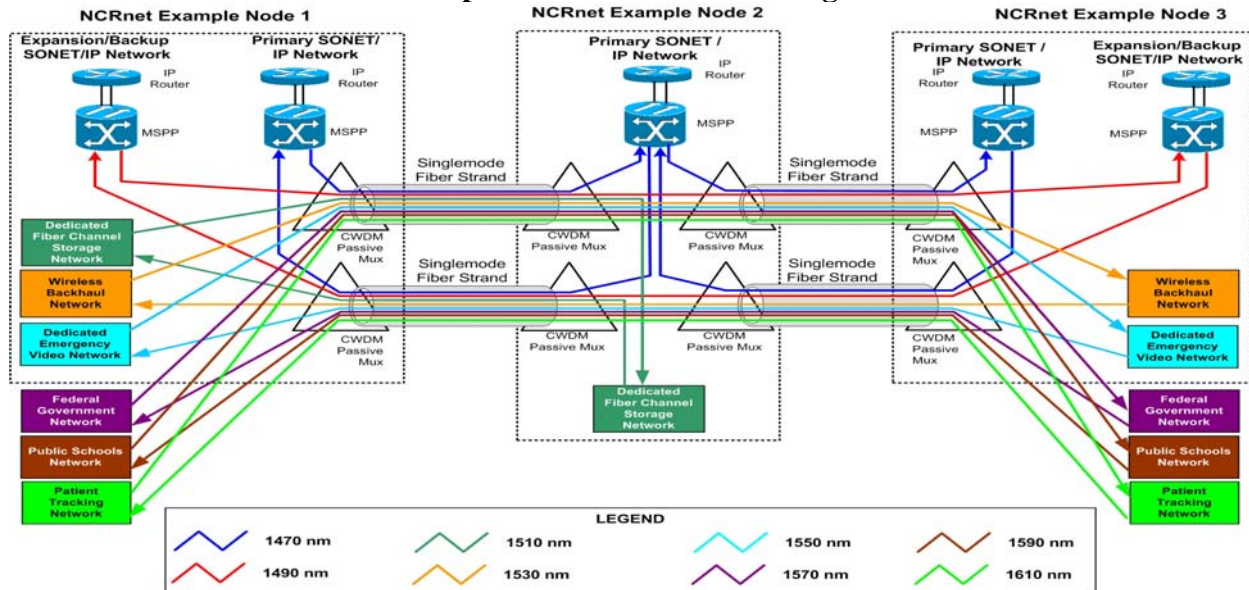 NCRnet Example Node 1
NCRnet Example Node 2
NCRnet Example Node 3
Expansion/Backup
SONET/IP Network
Primary SONET/
IP Network
Primary SONET /
IP Network
Primary SONET /
IP Network
Expansion/Backup
SONET/IP Network
IP
Router
IP
Router
IP
Router
IP
Router
IP
Router
MSPP
MSPP
MSPP
MSPP
MSPP
Singlemode
Fiber Strand
Singlemode
Fiber Strand
CWDM
Passive
Mux
CWDM
Passive Mux
CWDM
Passive Mux
CWDM
Passive
Mux
Singlemode
Fiber Strand
Singlemode
Fiber Strand
CWDM
Passive
Mux
CWDM
Passive Mux
CWDM
Passive Mux
CWDM
Passive
Mux
Dedicated
Fiber Channel
Storage
Network
Wireless
Backhaul
Network
Dedicated
Emergency
Video Network
Federal
Government
Network
Public Schools
Network
Patient
Tracking
Network
Dedicated
Fiber Channel
Storage
Network
Wireless
Backhaul
Network
Dedicated
Emergency
Video Network
Federal
Government
Network
Public Schools
Network
Patient
Tracking
Network
LEGEND
1470 nm
1510 nm
1550 nm
1590 nm
1490 nm
1530 nm
1570 nm
1610 nm